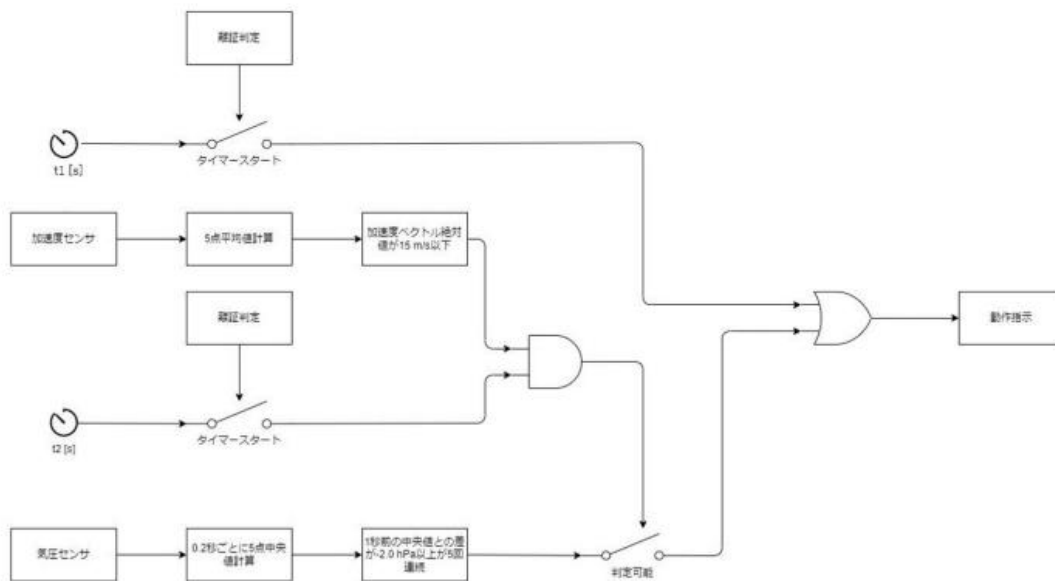 離証判定
t1 [s]
タイマースタート
加速度センサ
5点平均値計算
加速度ベクトル絶対
値が15 m/s以下
離証判定
t2 [s]
タイマースタート
動作指示
気圧センサ
0.2秒ごとに5点中央
値計算
1秒前の中央値との差
が-2.0 hPa以上が5回
連続
判定可能